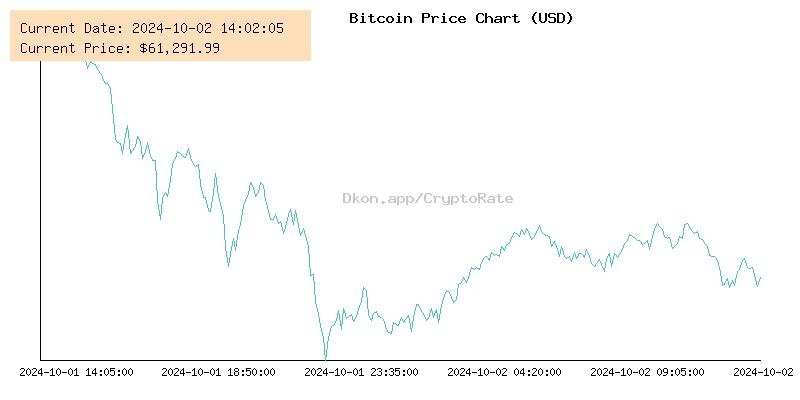 Bitcoin Price Chart (USD)
Current Date: 2024-10-02 14:02:05
Current Price: $61,291.99
Dkon.app/CryptoRate
2024-10-01 14:05:00 2024-10-01 18:50:00 2024-10-01 23:35:00 2024-10-02 04:20:00 2024-10-02 09:05:00 2024-10-02